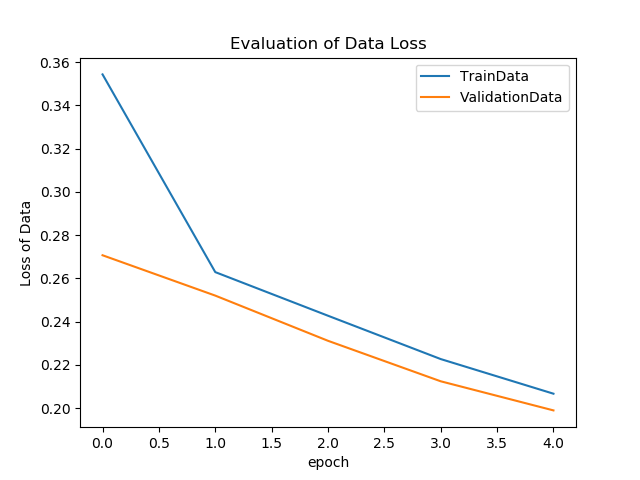 Evaluation of Data Loss
TrainData
ValidationData
Loss of Data
0.36
0.34
0.32
0.30
0.28
0.26
0.24
0.22
0.20
0.0 0.5 1.0 1.5 2.0 2.5 3.0 3.5 4.0
epoch